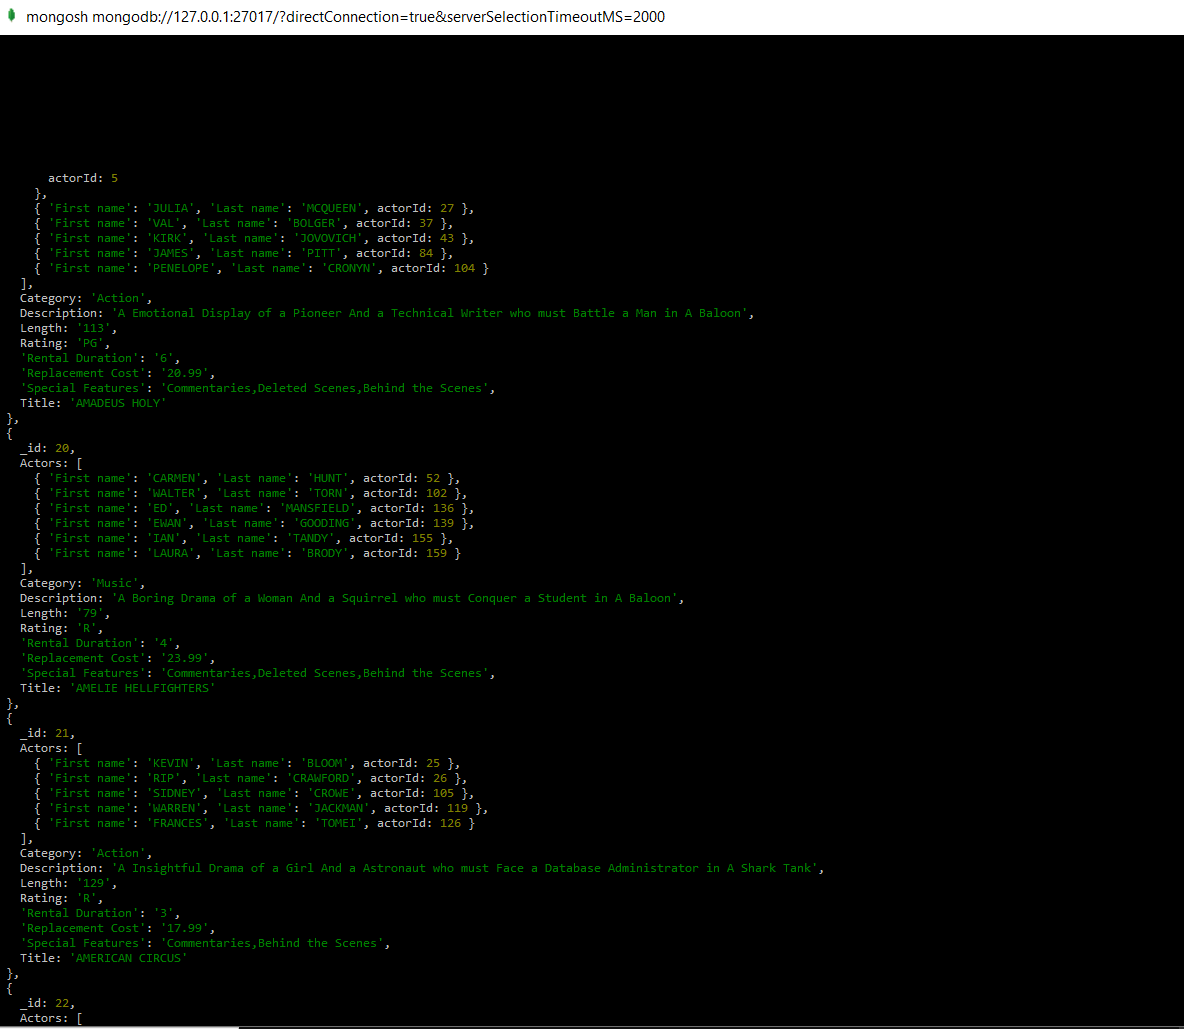 mongosh mongodb://127.0.0.1:27017/?directConnection=true&serverSelectionTimeoutMS=2000
actorId: 5
},
{ 'First name': 'JULIA', 'Last name': 'MCQUEEN', actorId: 27 },
{ 'First name': 'VAL', 'Last name': 'BOLGER', actorId: 37 },
{ 'First name': 'KIRK', 'Last name': 'JOVOVICH', actorId: 43 },
{ 'First name': 'JAMES', 'Last name': 'PITT', actorId: 84 },
{ 'First name': 'PENELOPE', 'Last name': 'CRONYN', actorId: 104 }
],
Category: 'Action',
Description: 'A Emotional Display of a Pioneer And a Technical Writer who must Battle a Man in A Baloon',
Length: '113',
Rating: 'PG',
'Rental Duration': '6',
'Replacement Cost': '20.99',
'Special Features': 'Commentaries,Deleted Scenes,Behind the Scenes',
Title: 'AMADEUS HOLY'
},
{
_id: 20,
Actors: [
{ 'First name': 'CARMEN', 'Last name': 'HUNT', actorId: 52 },
{ 'First name': 'WALTER', 'Last name': 'TORN', actorId: 102 },
{ 'First name': 'ED', 'Last name': 'MANSFIELD', actorId: 136 },
{ 'First name': 'EWAN', 'Last name': 'GOODING', actorId: 139 },
{ 'First name': 'IAN', 'Last name': 'TANDY', actorId: 155 },
{ 'First name': 'LAURA', 'Last name': 'BRODY', actorId: 159 }
],
Category: 'Music',
Description: 'A Boring Drama of a Woman And a Squirrel who must Conquer a Student in A Baloon',
Length: '79',
Rating: 'R',
'Rental Duration': '4',
'Replacement Cost': '23.99',
'Special Features': 'Commentaries,Deleted Scenes,Behind the Scenes',
Title: 'AMELIE HELLFIGHTERS'
},
{
_id: 21,
Actors: [
{ 'First name': 'KEVIN', 'Last name': 'BLOOM', actorId: 25 },
{ 'First name': 'RIP', 'Last name': 'CRAWFORD', actorId: 26 },
{ 'First name': 'SIDNEY', 'Last name': 'CROWE', actorId: 105 },
{ 'First name': 'WARREN', 'Last name': 'JACKMAN', actorId: 119 },
{ 'First name': 'FRANCES', 'Last name': 'TOMEI', actorId: 126 }
],
Category: 'Action',
Description: 'A Insightful Drama of a Girl And a Astronaut who must Face a Database Administrator in A Shark Tank',
Length: '129',
Rating: 'R',
'Rental Duration': '3',
'Replacement Cost': '17.99',
'Special Features': 'Commentaries,Behind the Scenes',
Title: 'AMERICAN CIRCUS'
},
{
_id: 22,
Actors: [